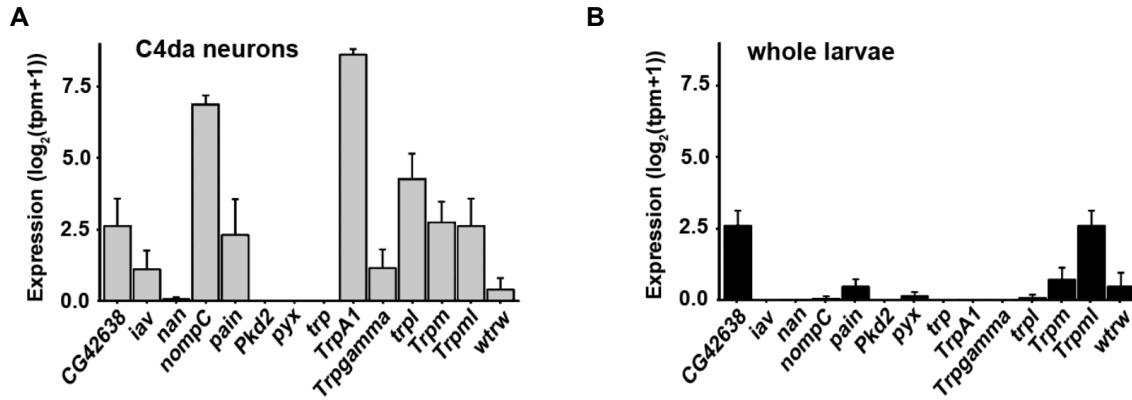 A
C4da neurons
Expression (log2(tpm+1))
7.5
5.0
2.5
0.0
CG42638
iav
nan
nompC
pain
Pkd2
pyx
trp
TrpA1
Trpgamma
trpl
Trpm
Trpml
wtrw
B
whole larvae
Expression (log2(tpm+1))
7.5
5.0
2.5
0.0
CG42638
iav
nan
nompC
pain
Pkd2
pyx
trp
TrpA1
Trpgamma
trpl
Trpm
Trpml
wtrw